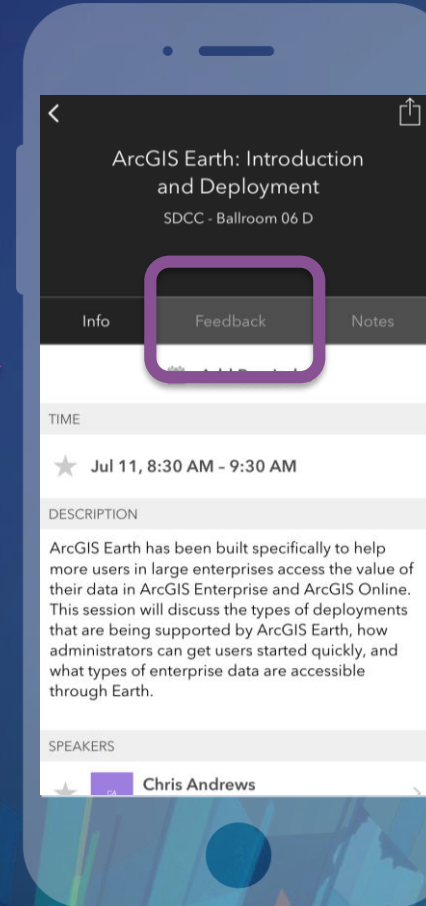 ArcGIS Earth: Introduction
and Deployment
SDCC - Ballroom 06 D
Info
Feedback
Notes
TIME
Jul 11, 8:30 AM – 9:30 AM
DESCRIPTION
ArcGIS Earth has been built specifically to help
more users in large enterprises access the value of
their data in ArcGIS Enterprise and ArcGIS Online.
This session will discuss the types of deployments
that are being supported by ArcGIS Earth, how
administrators can get users started quickly, and
what types of enterprise data are accessible
through Earth.
SPEAKERS
Chris Andrews